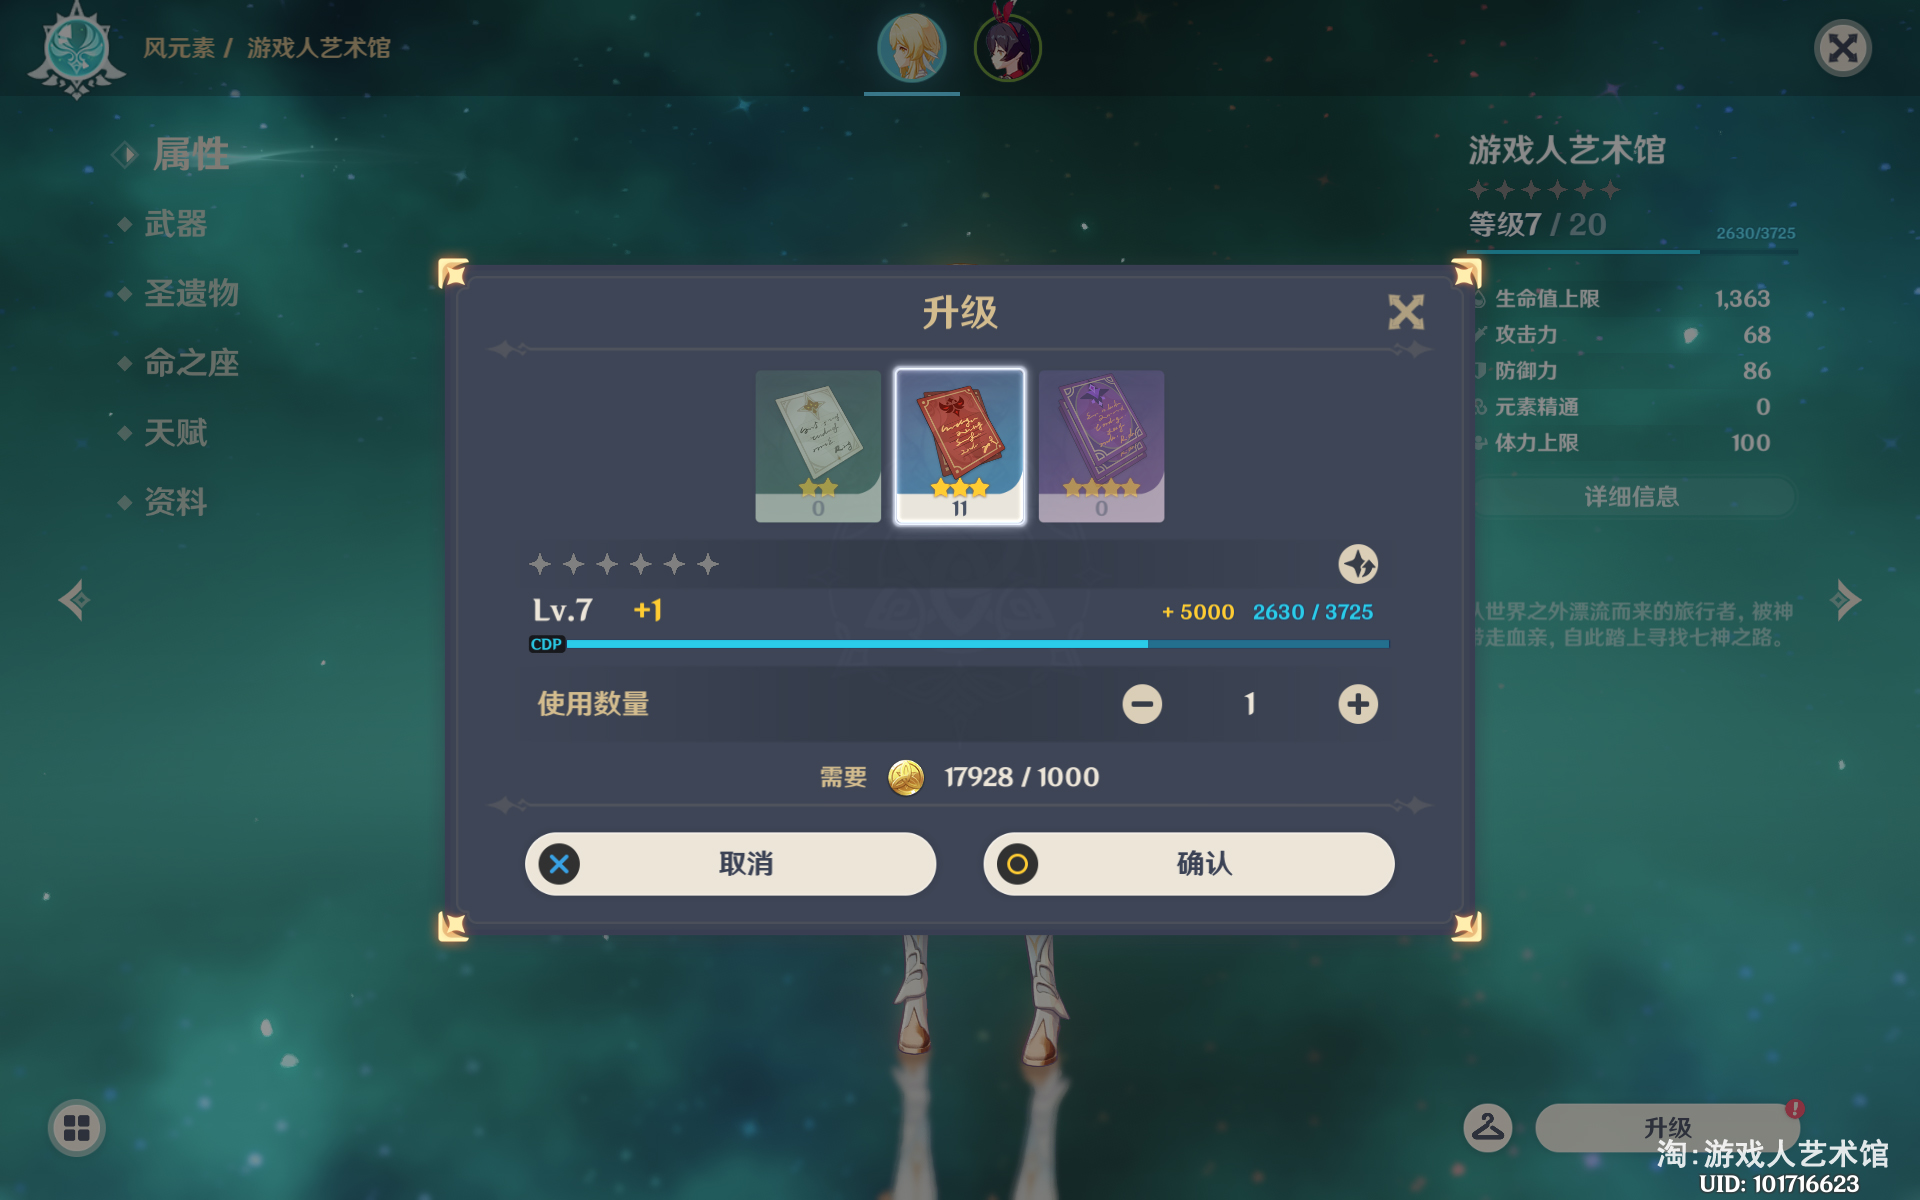 风元素 / 游戏人艺术馆
属性
武器
圣遗物
命之座
天赋
资料
游戏人艺术馆
等级7 / 20
2630/3725
生命值上限 1,363
攻击力 68
防御力 86
元素精通 0
体力上限 100
详细信息
世界之外漂流而来的旅行者，被神
走血亲，自此踏上寻找七神之路。
升级
0
11
0
Lv.7 +1
+ 5000 2630 / 3725
CDP
使用数量 1
需要 17928 / 1000
取消
确认
升级
淘:游戏人艺术馆
UID: 101716623